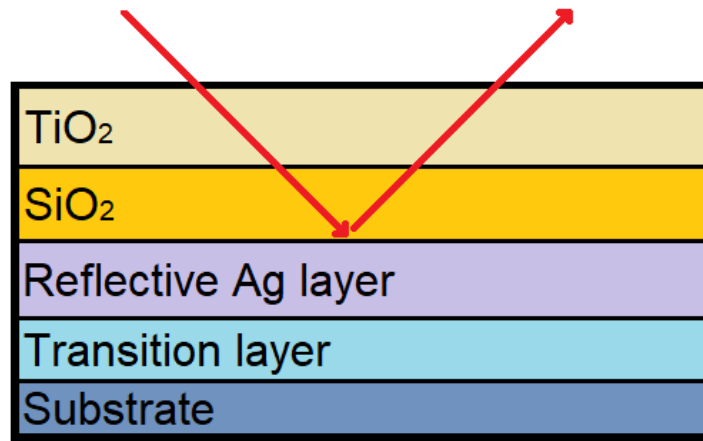 TiO₂
SiO₂
Reflective Ag layer
Transition layer
Substrate